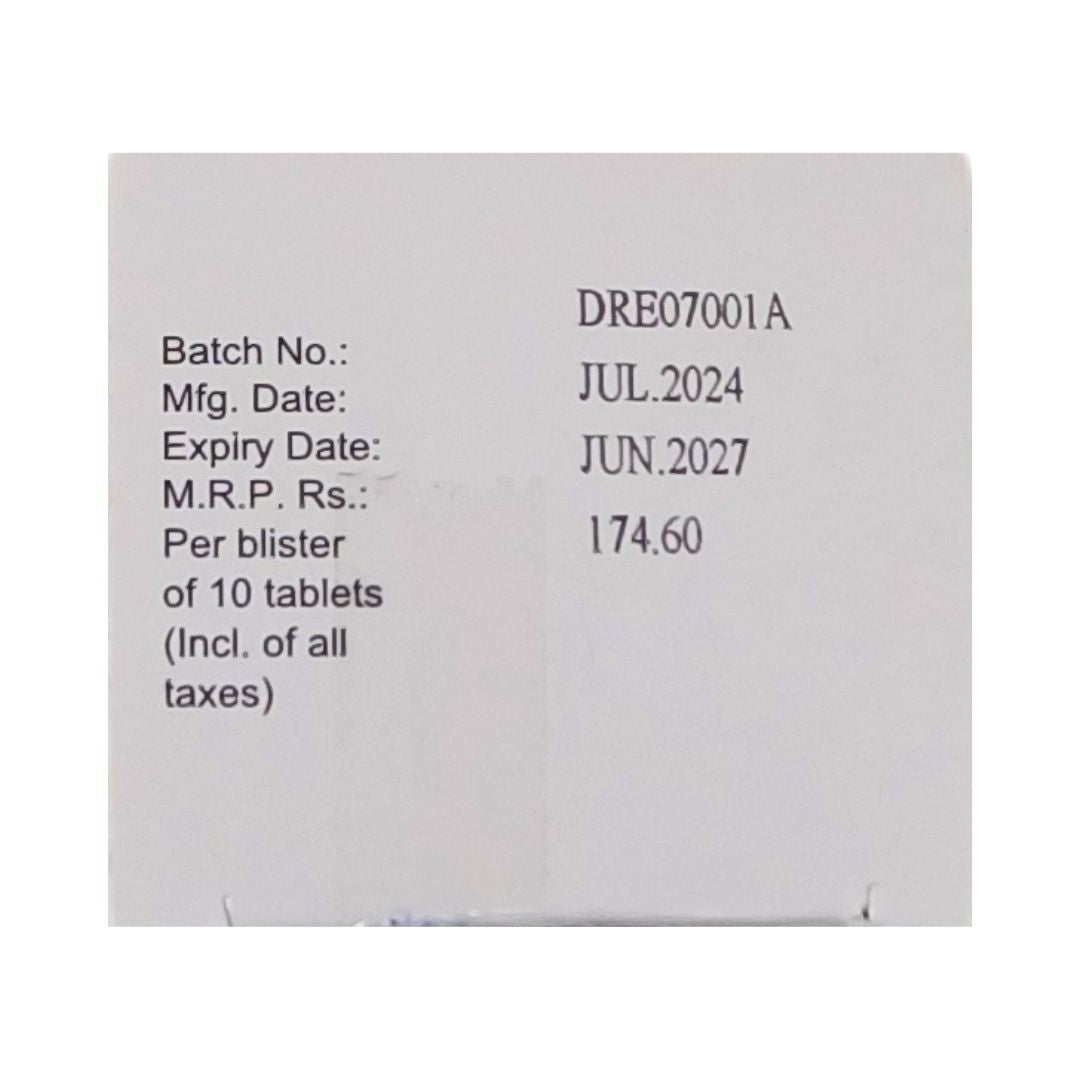 Batch No.: DRE07001A
Mfg. Date: JUL.2024
Expiry Date: JUN.2027
M.R.P. Rs.: 174.60
Per blister
of 10 tablets
(Incl. of all
taxes)